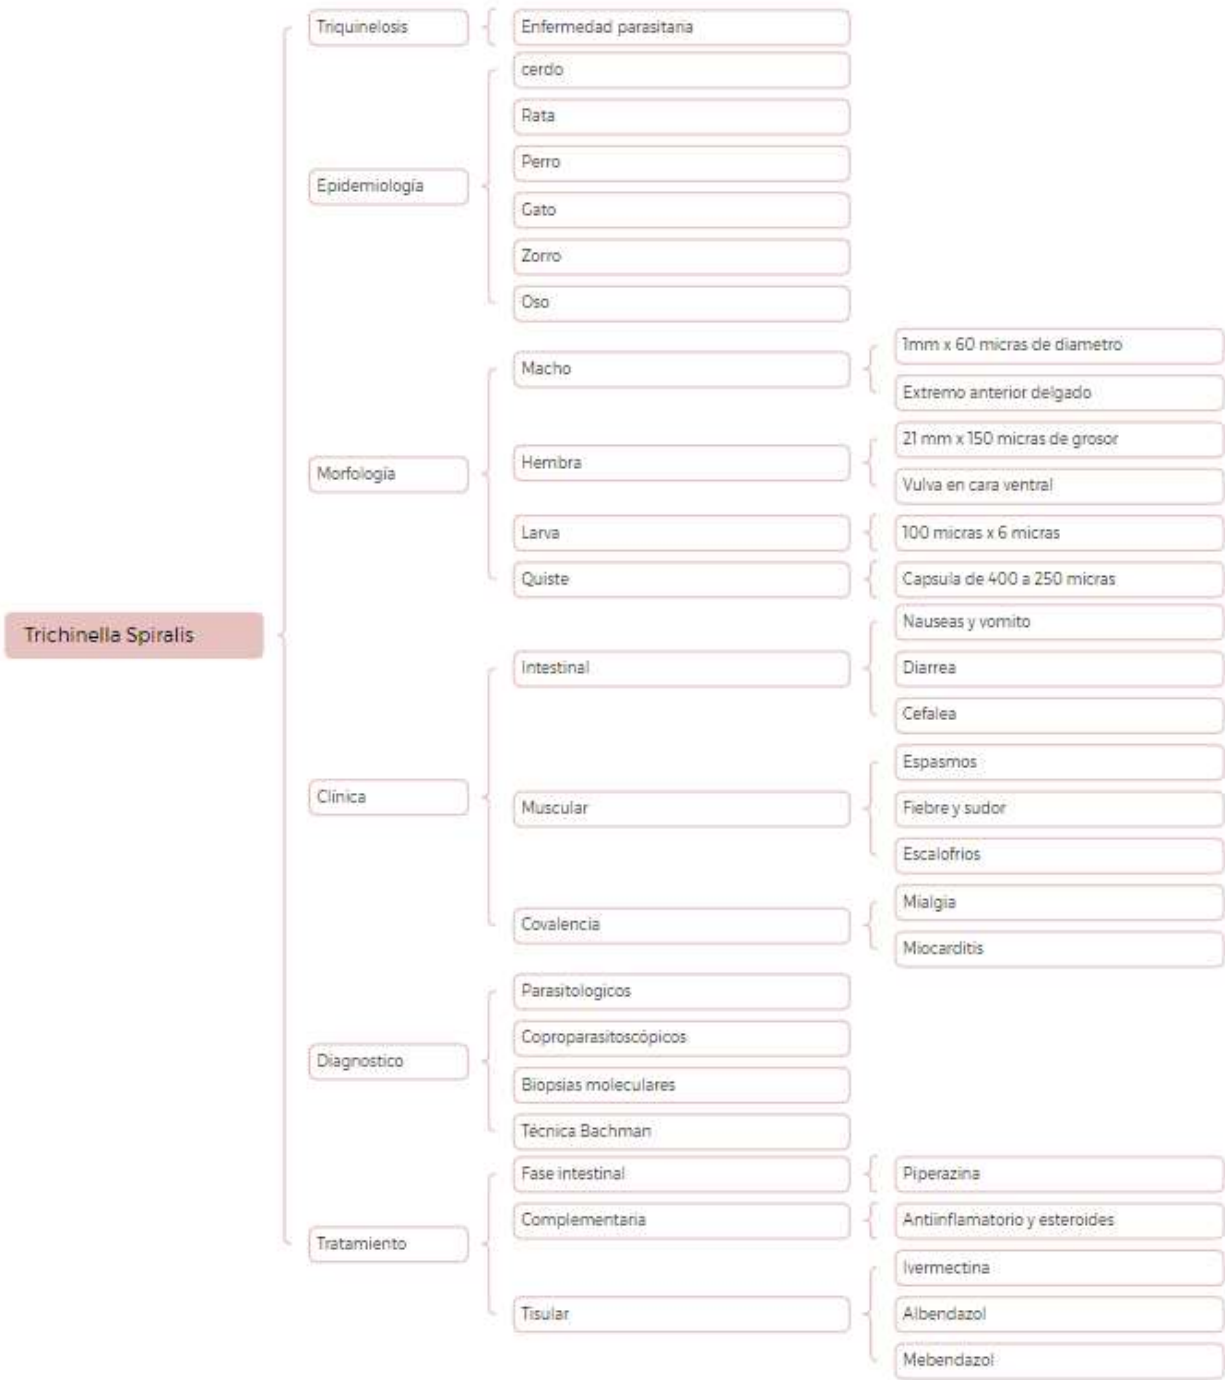 Trichinella Spiralis
Triquinelosis
Enfermedad parasitaria
Epidemiología
cerdo
Rata
Perro
Gato
Zorro
Oso
Morfología
Macho
1mm x 60 micras de diametro
Extremo anterior delgado
Hembra
21 mm x 150 micras de grosor
Vulva en cara ventral
Larva
100 micras x 6 micras
Quiste
Capsula de 400 a 250 micras
Clínica
Intestinal
Nauseas y vomito
Diarrea
Cefalea
Muscular
Espasmos
Fiebre y sudor
Escalofrios
Covalencia
Mialgia
Miocarditis
Diagnostico
Parasitologicos
Coproparasitoscópicos
Biopsias moleculares
Técnica Bachman
Tratamiento
Fase intestinal
Piperazina
Complementaria
Antiinflamatorio y esteroides
Tisular
Ivermectina
Albendazol
Mebendazol